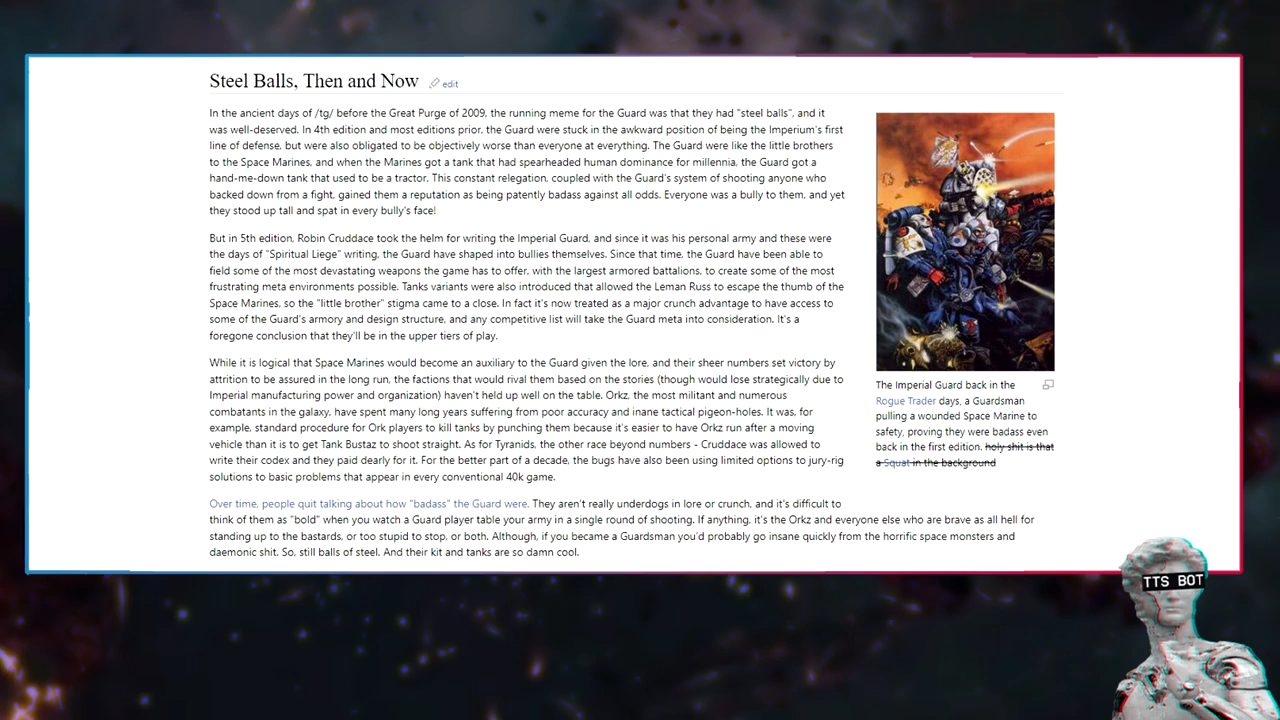 Steel Balls, Then and Now edit
In the ancient days of /tg/ before the Great Purge of 2009, the running meme for the Guard was that they had "steel balls", and it
was well-deserved. In 4th edition and most editions prior, the Guard were stuck in the awkward position of being the Imperium's first
line of defense, but were also obligated to be objectively worse than everyone at everything. The Guard were like the little brothers
to the Space Marines, and when the Marines got a tank that had spearheaded human dominance for millennia, the Guard got a
hand-me-down tank that used to be a tractor. This constant relegation, coupled with the Guard's system of shooting anyone who
backed down from a fight, gained them a reputation as being patently badass against all odds. Everyone was a bully to them, and yet
they stood up tall and spat in every bully's face!
But in 5th edition, Robin Cruddace took the helm for writing the Imperial Guard, and since it was his personal army and these were
the days of "Spiritual Liege" writing, the Guard have shaped into bullies themselves. Since that time, the Guard have been able to
field some of the most devastating weapons the game has to offer, with the largest armored battalions, to create some of the most
frustrating meta environments possible. Tanks variants were also introduced that allowed the Leman Russ to escape the thumb of the
Space Marines, so the "little brother" stigma came to a close. In fact it's now treated as a major crunch advantage to have access to
some of the Guard's armory and design structure, and any competitive list will take the Guard meta into consideration. It's a
foregone conclusion that they'll be in the upper tiers of play.
While it is logical that Space Marines would become an auxiliary to the Guard given the lore, and their sheer numbers set victory by
attrition to be assured in the long run, the factions that would rival them based on the stories (though would lose strategically due to
Imperial manufacturing power and organization) haven't held up well on the table. Orkz, the most militant and numerous
combatants in the galaxy, have spent many long years suffering from poor accuracy and inane tactical pigeon-holes. It was, for
example, standard procedure for Ork players to kill tanks by punching them because it's easier to have Orkz run after a moving
vehicle than it is to get Tank Bustaz to shoot straight. As for Tyranids, the other race beyond numbers - Cruddace was allowed to
write their codex and they paid dearly for it. For the better part of a decade, the bugs have also been using limited options to jury-rig
solutions to basic problems that appear in every conventional 40k game.
Over time, people quit talking about how "badass" the Guard were. They aren't really underdogs in lore or crunch, and it's difficult to
think of them as "bold" when you watch a Guard player table your army in a single round of shooting. If anything, it's the Orkz and everyone else who are brave as all hell for
standing up to the bastards, or too stupid to stop, or both. Although, if you became a Guardsman you'd probably go insane quickly from the horrific space monsters and
daemonic shit. So, still balls of steel. And their kit and tanks are so damn cool.
The Imperial Guard back in the
Rogue Trader days, a Guardsman
pulling a wounded Space Marine to
safety, proving they were badass even
back in the first edition. holy shit is that
a Squat in the background
TTS BOT